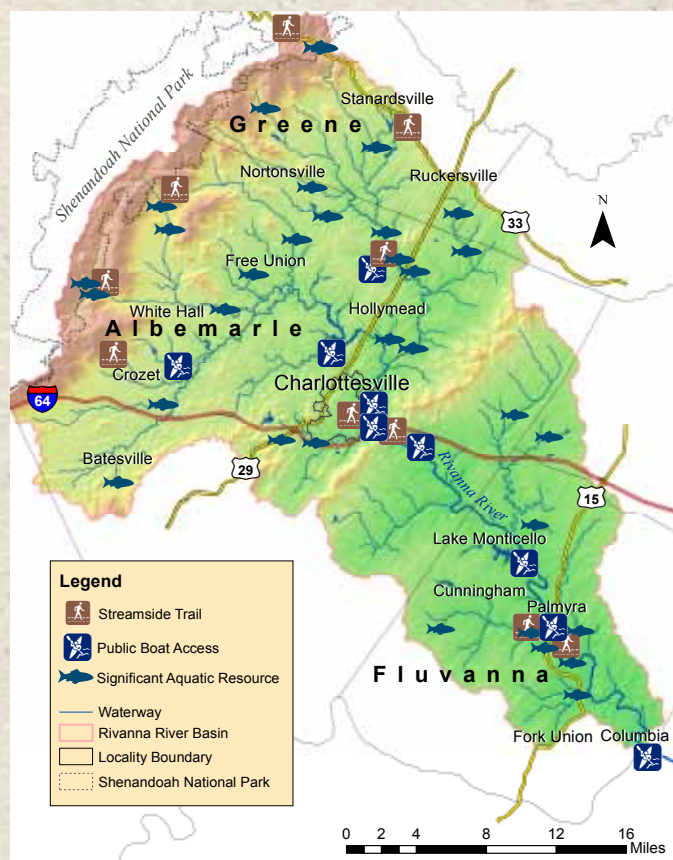 Shenandoah National Park
Stanardsville
Greene
Nortonsville
Ruckersville
N
33
Free Union
White Hall
Hollymead
Albemarle
Crozet
Charlottesville
64
Batesville
29
Rivanna River
15
Lake Monticello
Cunningham
Palmyra
Fluvanna
Fork Union
Columbia
Legend
Streamside Trail
Public Boat Access
Significant Aquatic Resource
Waterway
Rivanna River Basin
Locality Boundary
Shenandoah National Park
0 2 4 8 12 16
Miles